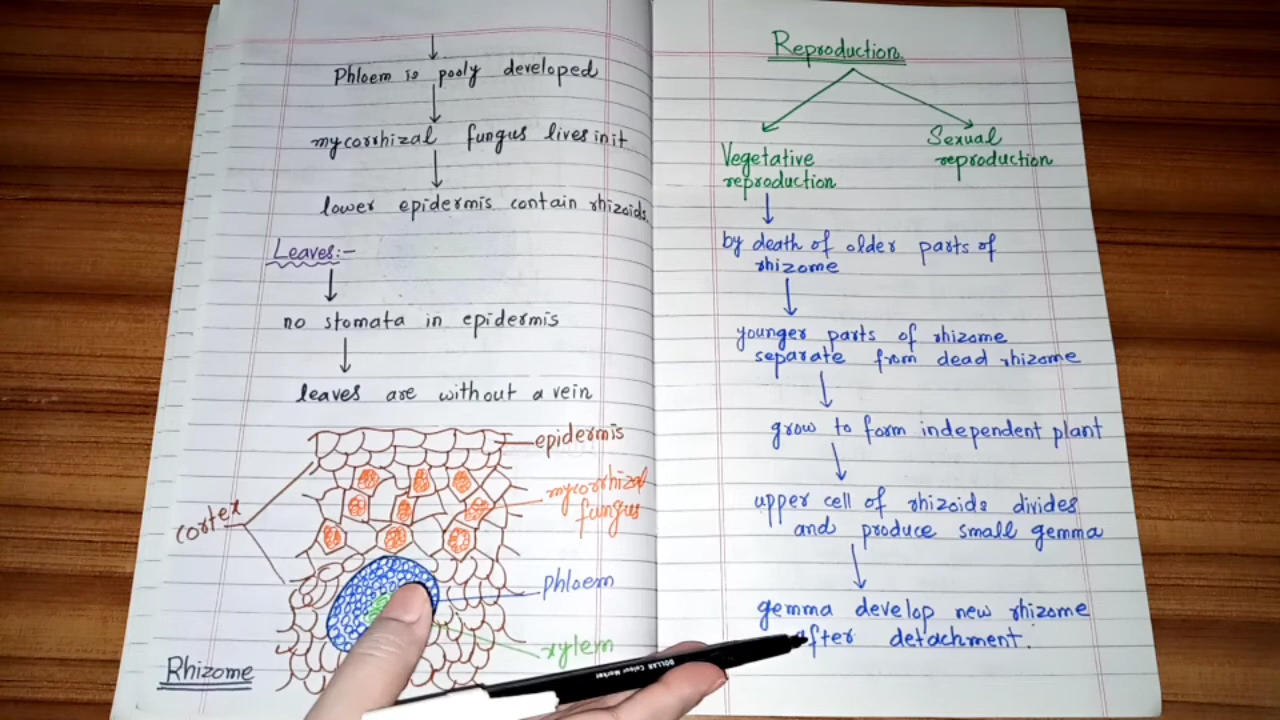 Phloem is pooly developed
mycorrhizal fungus lives in it
lower epidermis contain rhizoids.
Leaves:-
no stomata in epidermis
leaves are without a vein
epidermis
mycorrhizal
fungus
cortex
phloem
xylem
Rhizome
Reproduction.
Vegetative
reproduction
Sexual
reproduction
by death of older parts of
rhizome
younger parts of rhizome
separate from dead rhizome
grow to form independent plant
upper cell of rhizoids divides
and produce small gemma
gemma develop new rhizome
after detachment.
DOLLAR Colour Marker